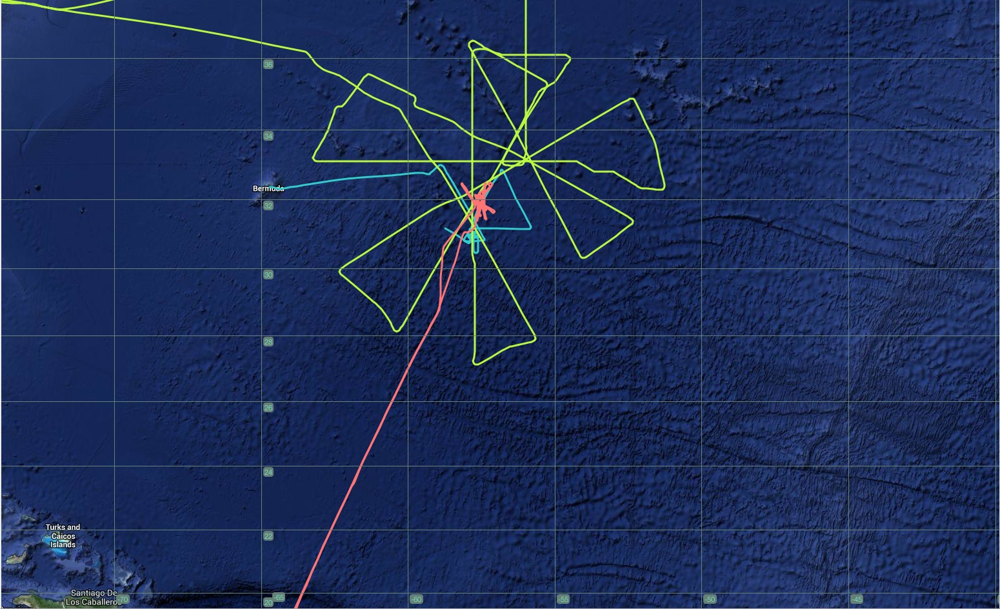 36
34
Bermuda
32
30
28
26
24
Turks and
Caicos
Islands
22
Santiago De
Los Caballeros
-70
20
-65
-60
-55
-50
-45